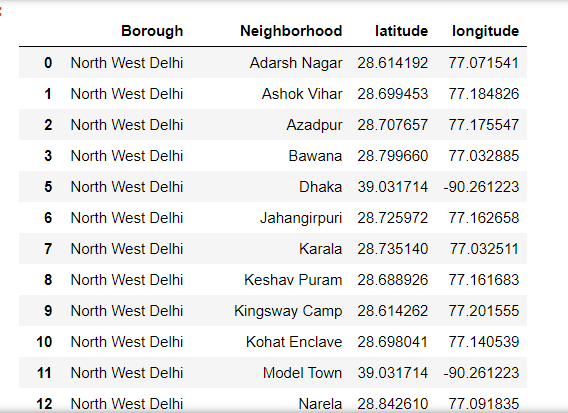 Borough Neighborhood latitude longitude
0 North West Delhi Adarsh Nagar 28.614192 77.071541
1 North West Delhi Ashok Vihar 28.699453 77.184826
2 North West Delhi Azadpur 28.707657 77.175547
3 North West Delhi Bawana 28.799660 77.032885
5 North West Delhi Dhaka 39.031714 -90.261223
6 North West Delhi Jahangirpuri 28.725972 77.162658
7 North West Delhi Karala 28.735140 77.032511
8 North West Delhi Keshav Puram 28.688926 77.161683
9 North West Delhi Kingsway Camp 28.614262 77.201555
10 North West Delhi Kohat Enclave 28.698041 77.140539
11 North West Delhi Model Town 39.031714 -90.261223
12 North West Delhi Narela 28.842610 77.091835